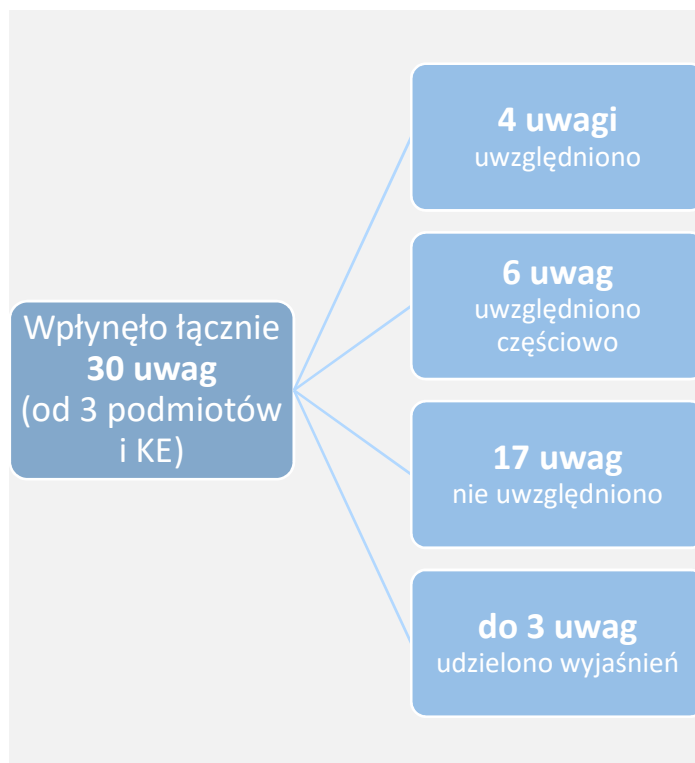 Wpłynęło łącznie
30 uwag
(od 3 podmiotów
i KE)
4 uwagi
uwzględniono
6 uwag
uwzględniono
częściowo
17 uwag
nie uwzględniono
do 3 uwag
udzielono wyjaśnień